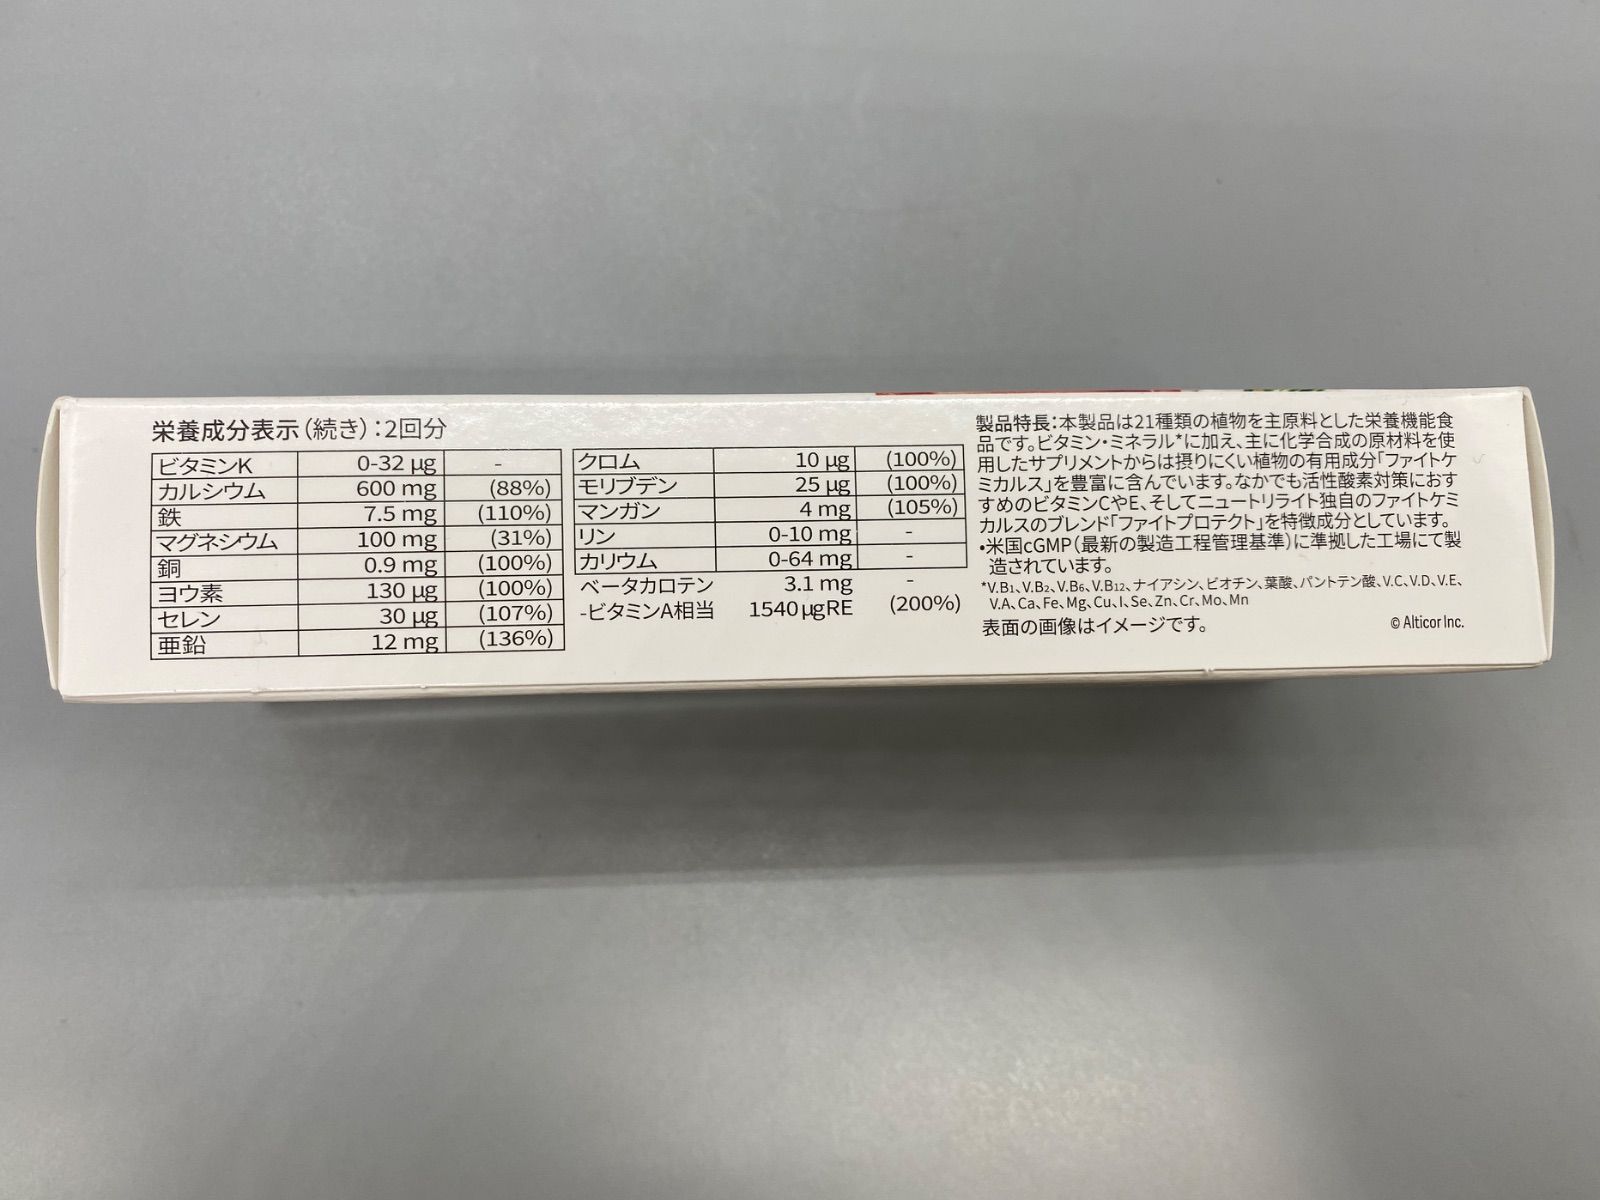 栄養成分表示(続き):2回分
ビタミンK 0-32 µg -
カルシウム 600 mg (88%)
鉄 7.5 mg (110%)
マグネシウム 100 mg (31%)
銅 0.9 mg (100%)
ヨウ素 130 µg (100%)
セレン 30 µg (107%)
亜鉛 12 mg (136%)
クロム 10 µg (100%)
モリブデン 25 µg (100%)
マンガン 4 mg (105%)
リン 0-10 mg -
カリウム 0-64 mg -
ベータカロテン 3.1 mg -
-ビタミンA相当 1540µgRE (200%)
製品特長:本製品は21種類の植物を主原料とした栄養機能食
品です。ビタミン・ミネラル*に加え、主に化学合成の原材料を使
用したサプリメントからは摂りにくい植物の有用成分「ファイトケ
ミカルス」を豊富に含んでいます。なかでも活性酸素対策におす
すめのビタミンCやE、そしてニュートリライト独自のファイトケミ
カルスのブレンド「ファイトプロテクト」を特徴成分としています。
•米国cGMP(最新の製造工程管理基準)に準拠した工場にて製
造されています。
*V.B₁、V.B₂、V.B₆、V.B₁₂、ナイアシン、ビオチン、葉酸、パントテン酸、V.C、V.D、V.E、
V.A、Ca、Fe、Mg、Cu、I、Se、Zn、Cr、Mo、Mn
表面の画像はイメージです。
© Alticor Inc.